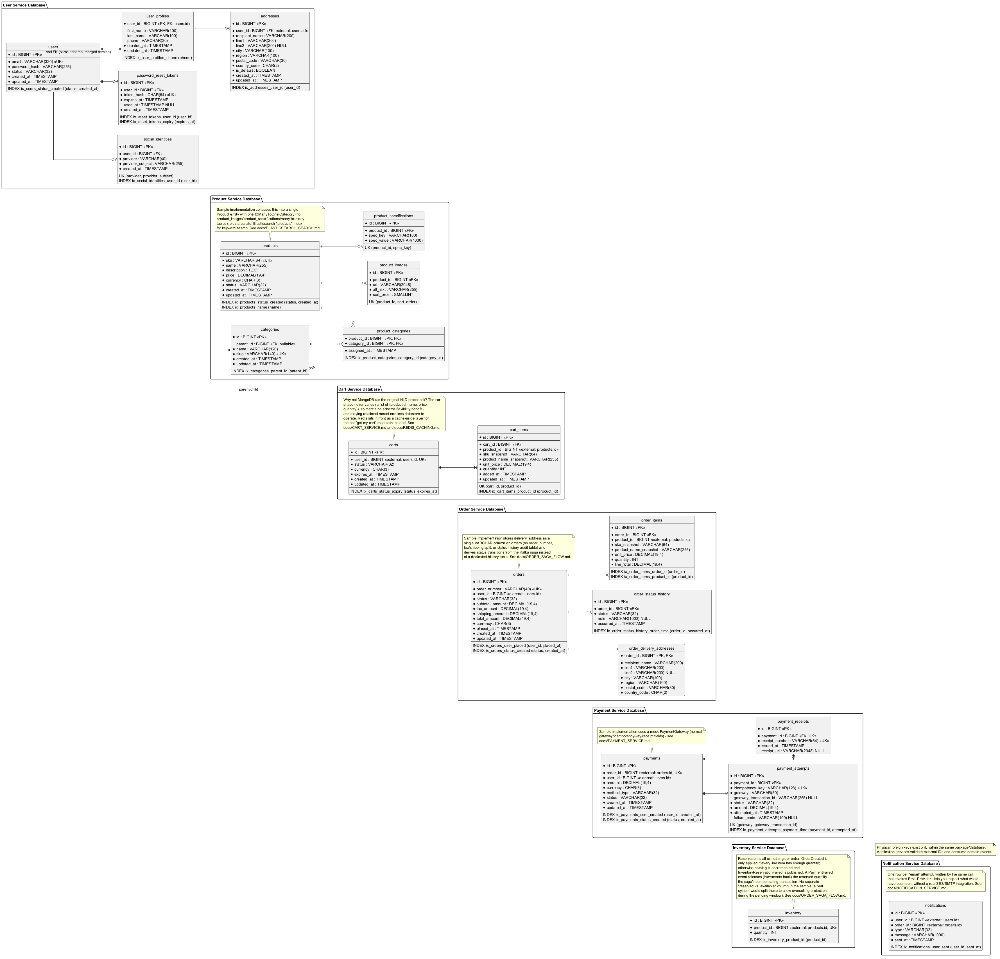 User Service Database
users
id : BIGINT «PK»
email : VARCHAR(320) «UK»
password_hash : VARCHAR(255)
status : VARCHAR(32)
created_at : TIMESTAMP
updated_at : TIMESTAMP
INDEX ix_users_status_created (status, created_at)
real FK (same schema, merged service)
user_profiles
user_id : BIGINT «PK, FK: users.id»
first_name : VARCHAR(100)
last_name : VARCHAR(100)
phone : VARCHAR(30)
created_at : TIMESTAMP
updated_at : TIMESTAMP
INDEX ix_user_profiles_phone (phone)
addresses
id : BIGINT «PK»
user_id : BIGINT «FK, external: users.id»
recipient_name : VARCHAR(200)
line1 : VARCHAR(200)
line2 : VARCHAR(200) NULL
city : VARCHAR(100)
region : VARCHAR(100)
postal_code : VARCHAR(30)
country_code : CHAR(2)
is_default : BOOLEAN
created_at : TIMESTAMP
updated_at : TIMESTAMP
INDEX ix_addresses_user_id (user_id)
password_reset_tokens
id : BIGINT «PK»
user_id : BIGINT «FK»
token_hash : CHAR(64) «UK»
expires_at : TIMESTAMP
used_at : TIMESTAMP NULL
created_at : TIMESTAMP
INDEX ix_reset_tokens_user_id (user_id)
INDEX ix_reset_tokens_expiry (expires_at)
social_identities
id : BIGINT «PK»
user_id : BIGINT «FK»
provider : VARCHAR(40)
provider_subject : VARCHAR(255)
created_at : TIMESTAMP
UK (provider, provider_subject)
INDEX ix_social_identities_user_id (user_id)
Product Service Database
Sample implementation collapses this into a single
Product entity with one @ManyToOne Category (no
product_images/product_specifications/many-to-many
tables), plus a parallel Elasticsearch "products" index
for keyword search. See docs/ELASTICSEARCH_SEARCH.md.
products
id : BIGINT «PK»
sku : VARCHAR(64) «UK»
name : VARCHAR(255)
description : TEXT
price : DECIMAL(19,4)
currency : CHAR(3)
status : VARCHAR(32)
created_at : TIMESTAMP
updated_at : TIMESTAMP
INDEX ix_products_status_created (status, created_at)
INDEX ix_products_name (name)
product_specifications
id : BIGINT «PK»
product_id : BIGINT «FK»
spec_key : VARCHAR(100)
spec_value : VARCHAR(1000)
UK (product_id, spec_key)
product_images
id : BIGINT «PK»
product_id : BIGINT «FK»
url : VARCHAR(2048)
alt_text : VARCHAR(255)
sort_order : SMALLINT
UK (product_id, sort_order)
categories
id : BIGINT «PK»
parent_id : BIGINT «FK, nullable»
name : VARCHAR(120)
slug : VARCHAR(140) «UK»
created_at : TIMESTAMP
updated_at : TIMESTAMP
INDEX ix_categories_parent_id (parent_id)
parent/child
product_categories
product_id : BIGINT «PK, FK»
category_id : BIGINT «PK, FK»
assigned_at : TIMESTAMP
INDEX ix_product_categories_category_id (category_id)
Cart Service Database
Why not MongoDB (as the original HLD proposed)? The cart
shape never varies (a list of {productId, name, price,
quantity}), so there's no schema-flexibility benefit -
and staying relational meant one less datastore to
operate. Redis sits in front as a cache-aside layer for
the hot "get my cart" read path instead. See
docs/CART_SERVICE.md and docs/REDIS_CACHING.md.
carts
id : BIGINT «PK»
user_id : BIGINT «external: users.id, UK»
status : VARCHAR(32)
currency : CHAR(3)
expires_at : TIMESTAMP
created_at : TIMESTAMP
updated_at : TIMESTAMP
INDEX ix_carts_status_expiry (status, expires_at)
cart_items
id : BIGINT «PK»
cart_id : BIGINT «FK»
product_id : BIGINT «external: products.id»
sku_snapshot : VARCHAR(64)
product_name_snapshot : VARCHAR(255)
unit_price : DECIMAL(19,4)
quantity : INT
added_at : TIMESTAMP
updated_at : TIMESTAMP
UK (cart_id, product_id)
INDEX ix_cart_items_product_id (product_id)
Order Service Database
Sample implementation stores delivery_address as a
single VARCHAR column on orders (no order_number,
tax/shipping split, or status-history audit table) and
derives status transitions from the Kafka saga instead
of a dedicated history table. See docs/ORDER_SAGA_FLOW.md.
orders
id : BIGINT «PK»
order_number : VARCHAR(40) «UK»
user_id : BIGINT «external: users.id»
status : VARCHAR(32)
subtotal_amount : DECIMAL(19,4)
tax_amount : DECIMAL(19,4)
shipping_amount : DECIMAL(19,4)
total_amount : DECIMAL(19,4)
currency : CHAR(3)
placed_at : TIMESTAMP
created_at : TIMESTAMP
updated_at : TIMESTAMP
INDEX ix_orders_user_placed (user_id, placed_at)
INDEX ix_orders_status_created (status, created_at)
order_items
id : BIGINT «PK»
order_id : BIGINT «FK»
product_id : BIGINT «external: products.id»
sku_snapshot : VARCHAR(64)
product_name_snapshot : VARCHAR(255)
unit_price : DECIMAL(19,4)
quantity : INT
line_total : DECIMAL(19,4)
INDEX ix_order_items_order_id (order_id)
INDEX ix_order_items_product_id (product_id)
order_status_history
id : BIGINT «PK»
order_id : BIGINT «FK»
status : VARCHAR(32)
note : VARCHAR(1000) NULL
occurred_at : TIMESTAMP
INDEX ix_order_status_history_order_time (order_id, occurred_at)
order_delivery_addresses
order_id : BIGINT «PK, FK»
recipient_name : VARCHAR(200)
line1 : VARCHAR(200)
line2 : VARCHAR(200) NULL
city : VARCHAR(100)
region : VARCHAR(100)
postal_code : VARCHAR(30)
country_code : CHAR(2)
Payment Service Database
Sample implementation uses a mock PaymentGateway (no real
gateway/idempotency-key/receipt fields) - see
docs/PAYMENT_SERVICE.md.
payments
id : BIGINT «PK»
order_id : BIGINT «external: orders.id, UK»
user_id : BIGINT «external: users.id»
amount : DECIMAL(19,4)
currency : CHAR(3)
method_type : VARCHAR(32)
status : VARCHAR(32)
created_at : TIMESTAMP
updated_at : TIMESTAMP
INDEX ix_payments_user_created (user_id, created_at)
INDEX ix_payments_status_created (status, created_at)
payment_receipts
id : BIGINT «PK»
payment_id : BIGINT «FK, UK»
receipt_number : VARCHAR(64) «UK»
issued_at : TIMESTAMP
receipt_url : VARCHAR(2048) NULL
payment_attempts
id : BIGINT «PK»
payment_id : BIGINT «FK»
idempotency_key : VARCHAR(128) «UK»
gateway : VARCHAR(50)
gateway_transaction_id : VARCHAR(255) NULL
status : VARCHAR(32)
amount : DECIMAL(19,4)
attempted_at : TIMESTAMP
failure_code : VARCHAR(100) NULL
UK (gateway, gateway_transaction_id)
INDEX ix_payment_attempts_payment_time (payment_id, attempted_at)
Inventory Service Database
Reservation is all-or-nothing per order: OrderCreated is
only applied if every line item has enough quantity;
otherwise nothing is decremented and
InventoryReservationFailed is published. A PaymentFailed
event releases (increments back) the reserved quantity -
the saga's compensating transaction. No separate
"reserved vs. available" column in the sample (a real
system would split these to allow overselling protection
during the pending window). See docs/ORDER_SAGA_FLOW.md.
inventory
id : BIGINT «PK»
product_id : BIGINT «external: products.id, UK»
quantity : INT
INDEX ix_inventory_product_id (product_id)
Physical foreign keys exist only within the same package/database.
Application services validate external IDs and consume domain events.
Notification Service Database
One row per "email" attempt, written by the same call
that invokes EmailProvider - lets you inspect what would
have been sent without a real SES/SMTP integration. See
docs/NOTIFICATION_SERVICE.md.
notifications
id : BIGINT «PK»
user_id : BIGINT «external: users.id»
order_id : BIGINT «external: orders.id»
type : VARCHAR(32)
message : VARCHAR(1000)
sent_at : TIMESTAMP
INDEX ix_notifications_user_sent (user_id, sent_at)